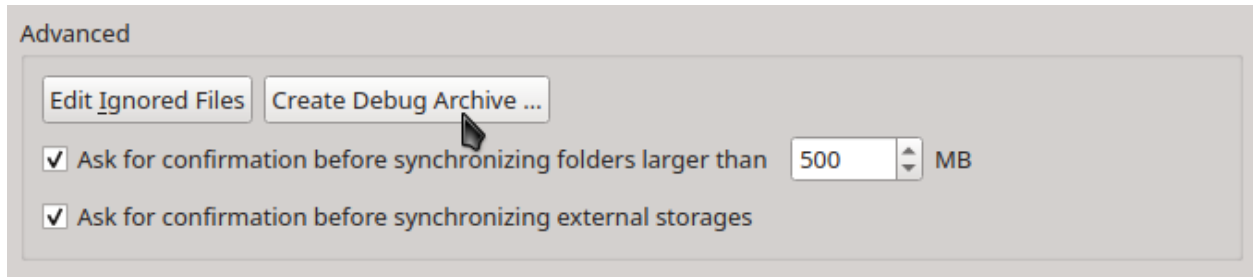 Advanced
Edit Ignored Files Create Debug Archive ...
Ask for confirmation before synchronizing folders larger than 500 MB
Ask for confirmation before synchronizing external storages